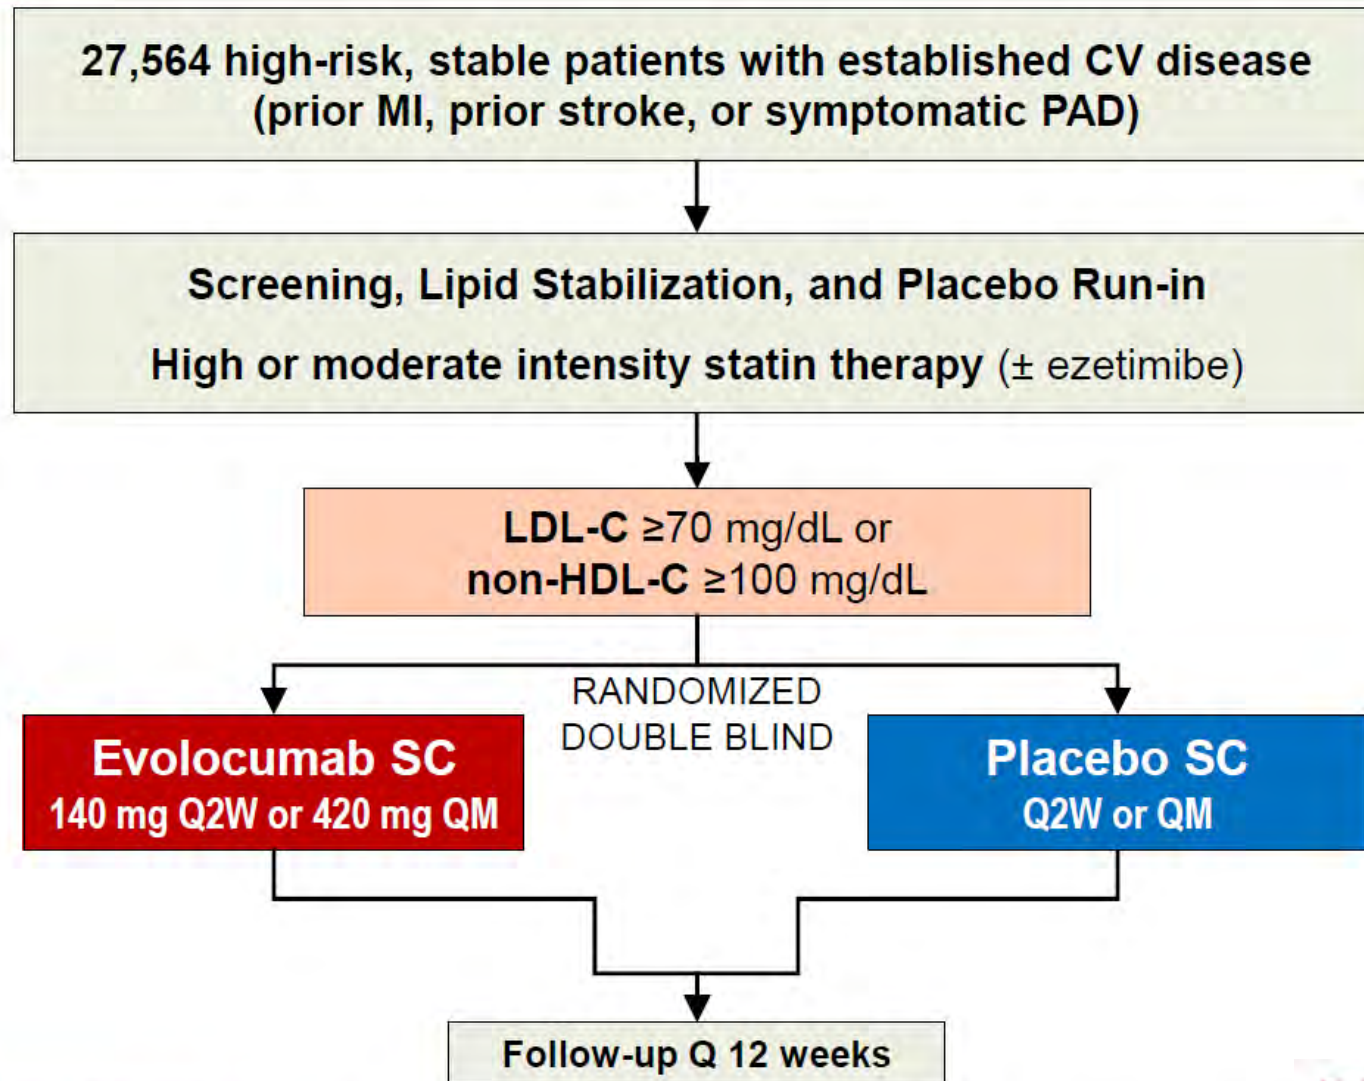 27,564 high-risk, stable patients with established CV disease
(prior MI, prior stroke, or symptomatic PAD)
Screening, Lipid Stabilization, and Placebo Run-in
High or moderate intensity statin therapy (± ezetimibe)
LDL-C ≥70 mg/dL or
non-HDL-C ≥100 mg/dL
RANDOMIZED
DOUBLE BLIND
Evolocumab SC
140 mg Q2W or 420 mg QM
Placebo SC
Q2W or QM
Follow-up Q 12 weeks